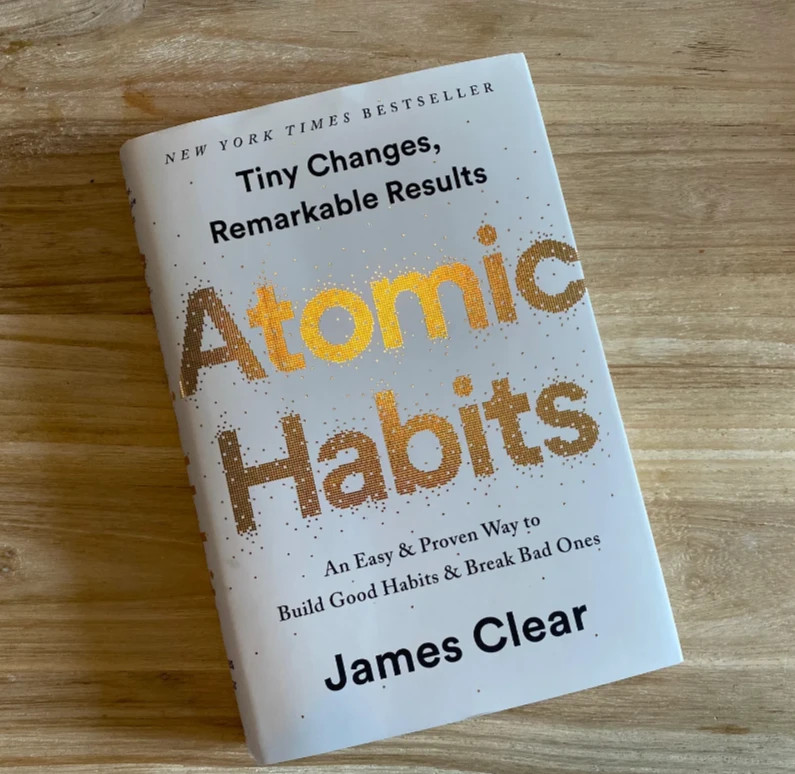 NEW YORK TIMES BESTSELLER
Tiny Changes,
Remarkable Results
Atomic
Habits
An Easy & Proven Way to
Build Good Habits & Break Bad Ones
James Clear